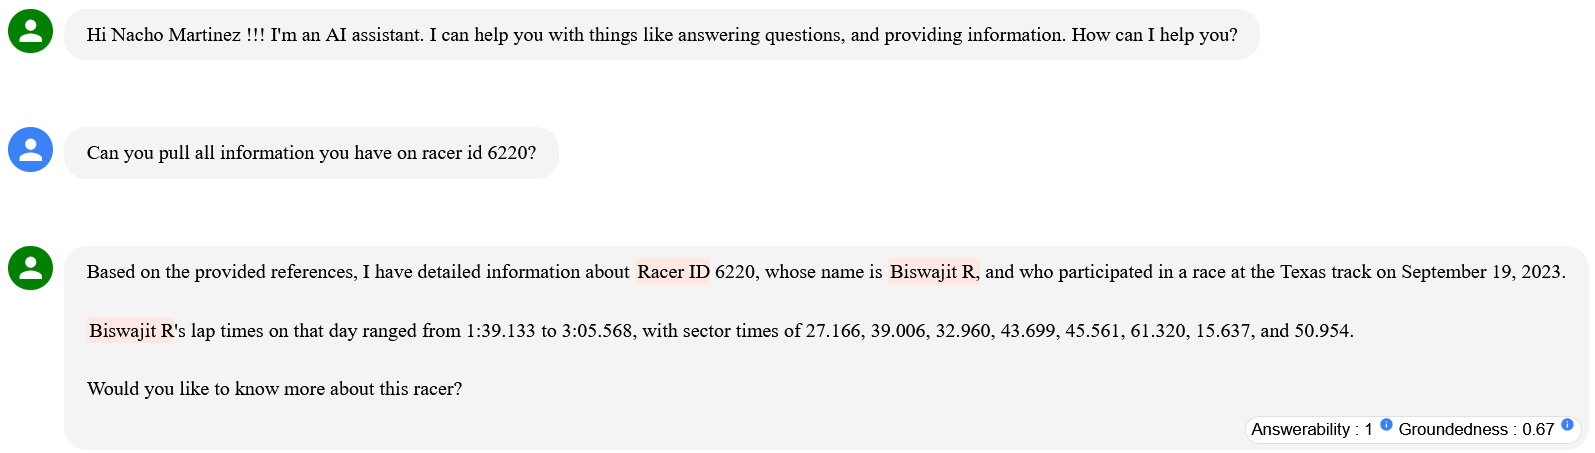 Hi Nacho Martinez !!! I'm an AI assistant. I can help you with things like answering questions, and providing information. How can I help you?
Can you pull all information you have on racer id 6220?
Based on the provided references, I have detailed information about Racer ID 6220, whose name is Biswajit R, and who participated in a race at the Texas track on September 19, 2023.
Biswajit R's lap times on that day ranged from 1:39.133 to 3:05.568, with sector times of 27.166, 39.006, 32.960, 43.699, 45.561, 61.320, 15.637, and 50.954.
Would you like to know more about this racer?
Answerability : 1 i Groundedness : 0.67 i